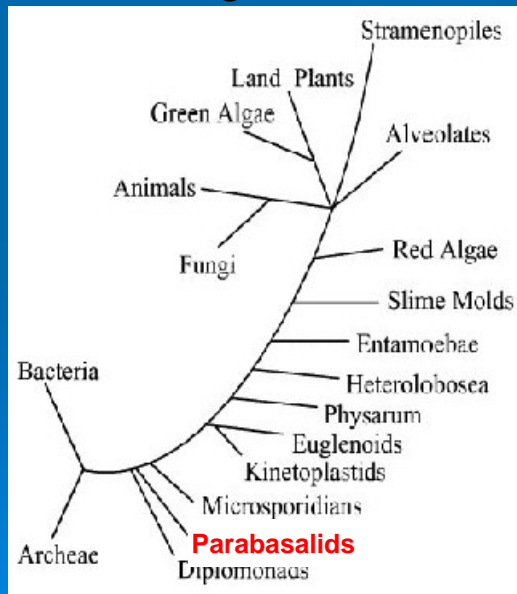 Stramenopiles
Land Plants
Green Algae
Alveolates
Animals
Fungi
Red Algae
Slime Molds
Entamoebae
Bacteria
Heterolobosea
Physarum
Euglenoids
Kinetoplastids
Microsporidians
Parabasalids
Archeae
Diplomonads